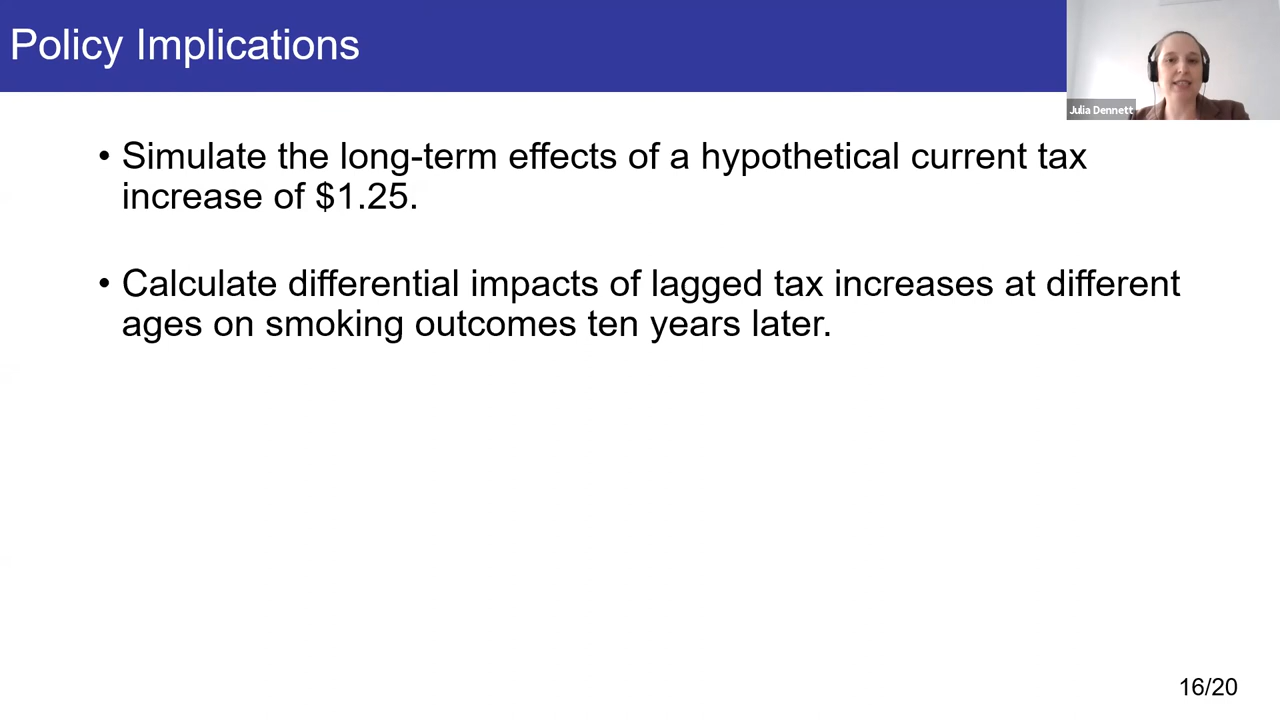 Policy Implications
Julia Dennett
• Simulate the long-term effects of a hypothetical current tax
increase of $1.25.
• Calculate differential impacts of lagged tax increases at different
ages on smoking outcomes ten years later.
16/20